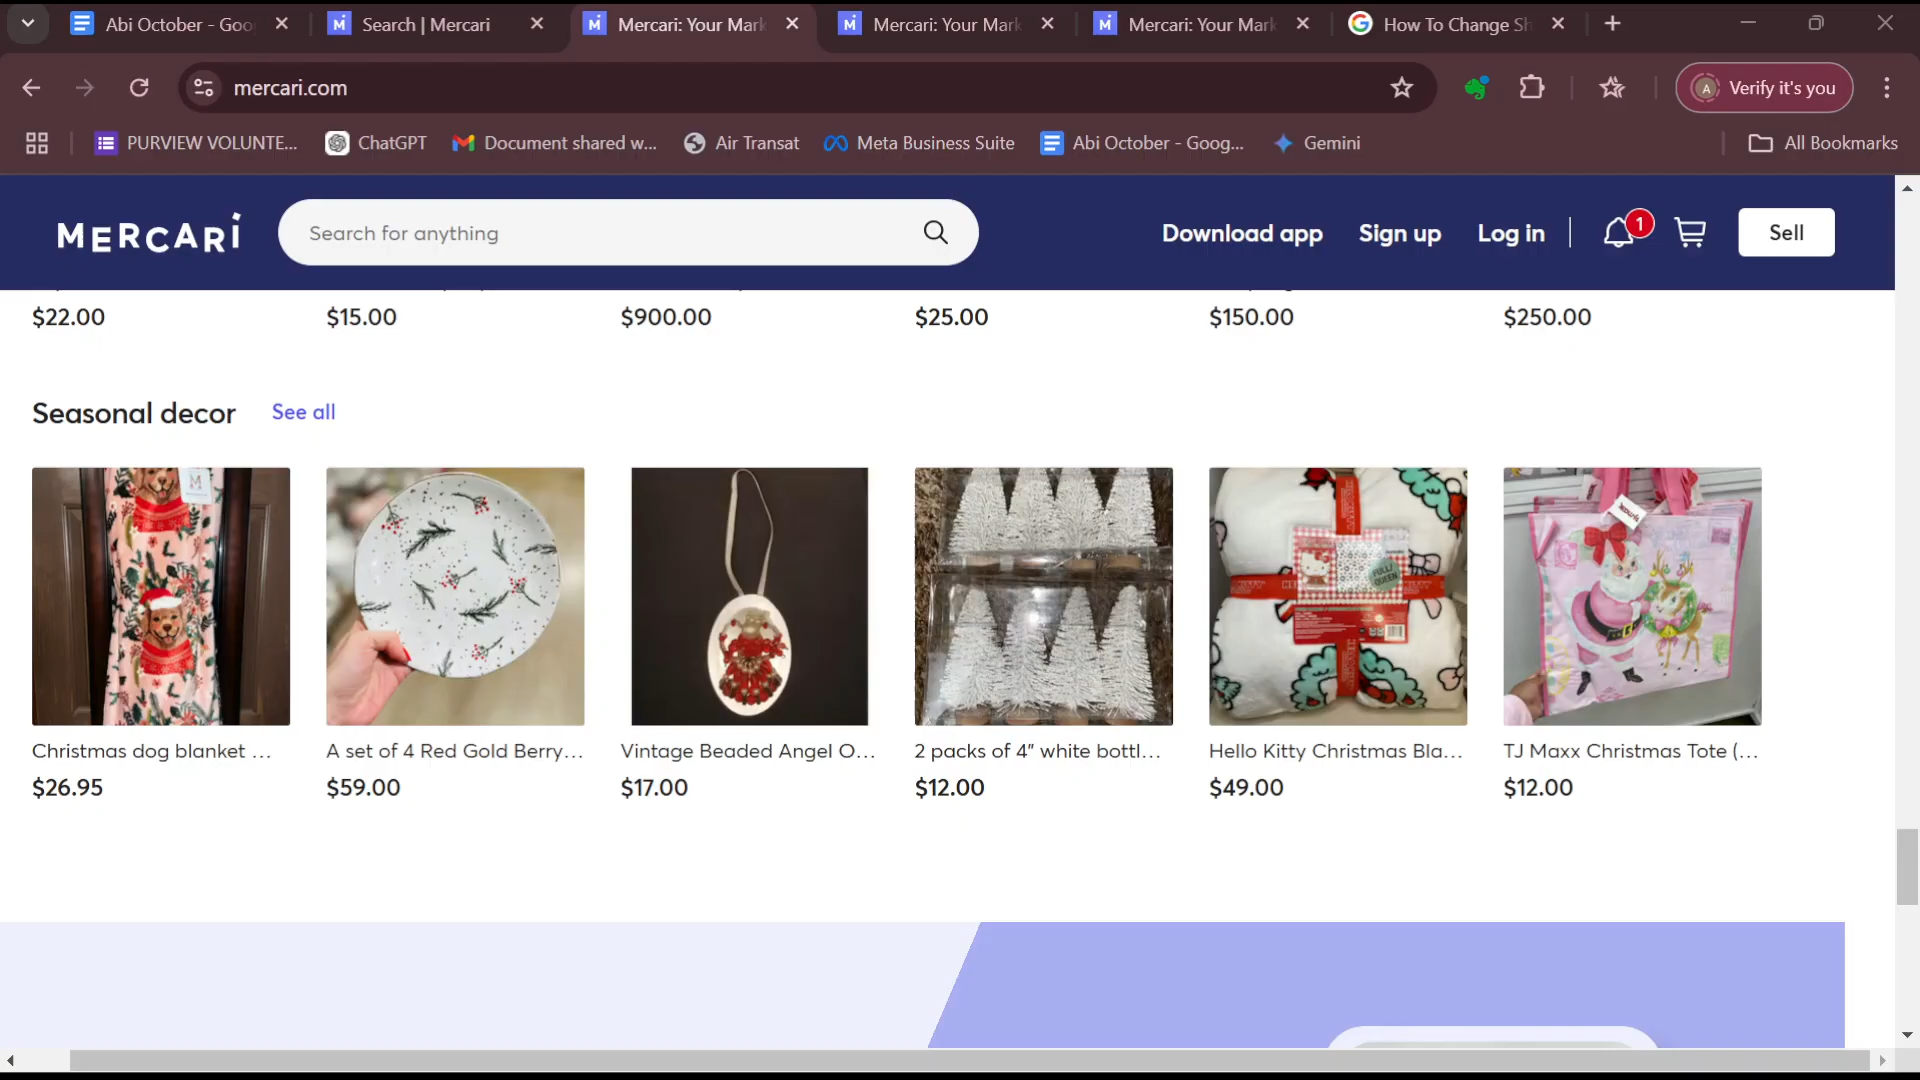 Abi October - Goo
Search | Mercari
Mercari: Your Mark
Mercari: Your Mark
Mercari: Your Mark
How To Change Sh
mercari.com
Verify it's you
PURVIEW VOLUNTE...
ChatGPT
Document shared w...
Air Transat
Meta Business Suite
Abi October - Goog...
Gemini
All Bookmarks
MERCARI
Search for anything
Download app
Sign up
Log in
1
Sell
$22.00
$15.00
$900.00
$25.00
$150.00
$250.00
Seasonal decor
See all
FULL/
QUEEN
Christmas dog blanket ...
A set of 4 Red Gold Berry...
Vintage Beaded Angel O...
2 packs of 4" white bottl...
Hello Kitty Christmas Bla...
TJ Maxx Christmas Tote (...
$26.95
$59.00
$17.00
$12.00
$49.00
$12.00